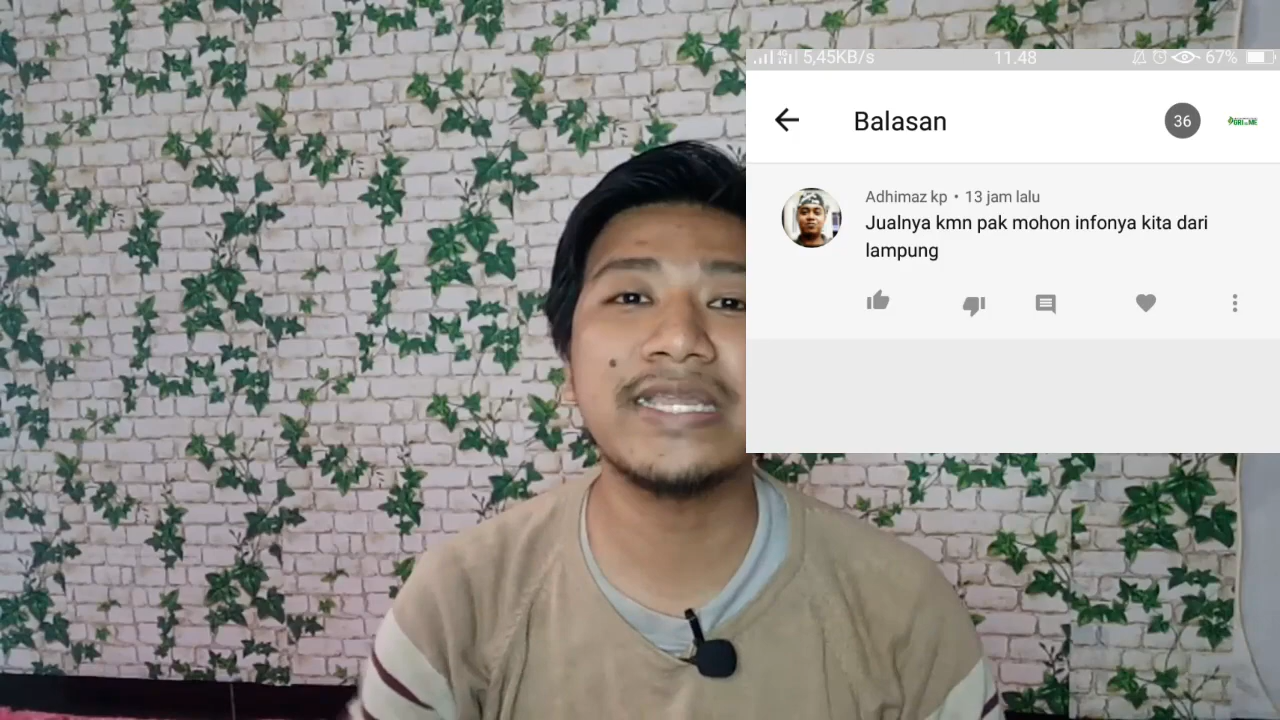 5,45KB/s 11.48 67%
Balasan 36
Adhimaz kp • 13 jam lalu
Jualnya kmn pak mohon infonya kita dari
lampung